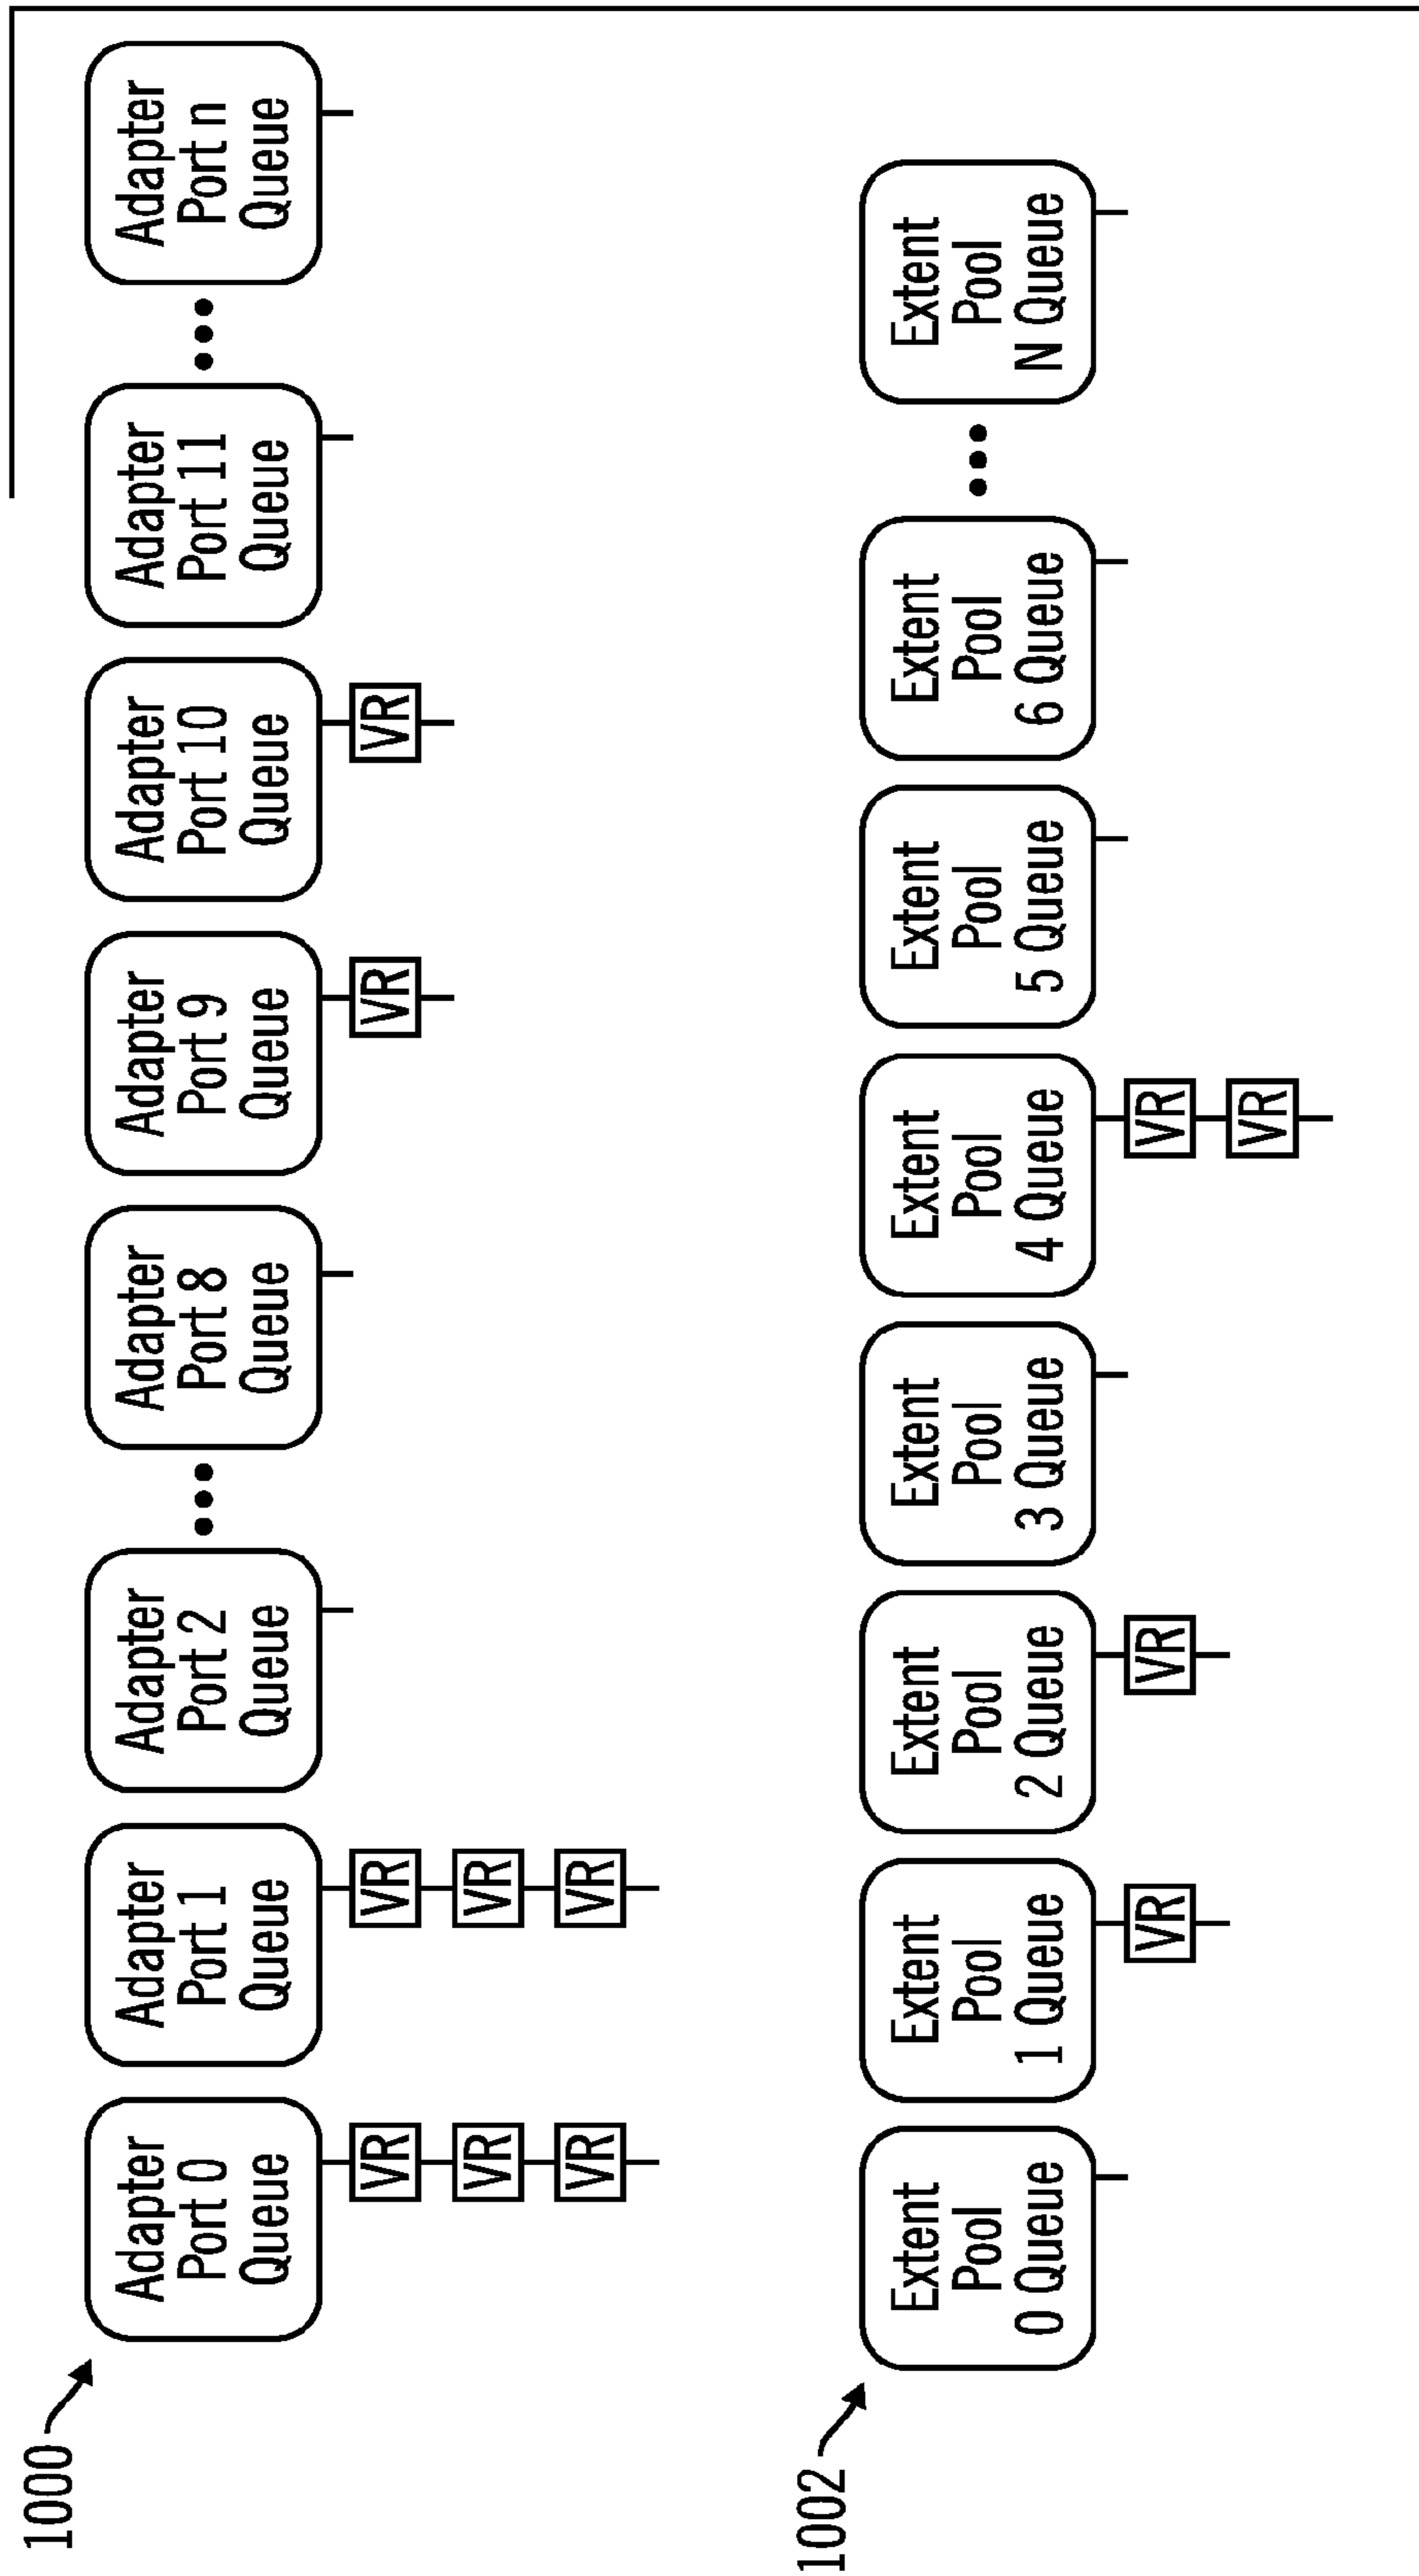 1000
Adapter
Port 0
Queue
VR
VR
VR
Adapter
Port 1
Queue
VR
VR
VR
Adapter
Port 2
Queue
Adapter
Port 8
Queue
Adapter
Port 9
Queue
VR
Adapter
Port 10
Queue
VR
Adapter
Port 11
Queue
Adapter
Port n
Queue
1002
Extent
Pool
0 Queue
Extent
Pool
1 Queue
VR
Extent
Pool
2 Queue
VR
Extent
Pool
3 Queue
Extent
Pool
4 Queue
VR
VR
Extent
Pool
5 Queue
Extent
Pool
6 Queue
Extent
Pool
N Queue